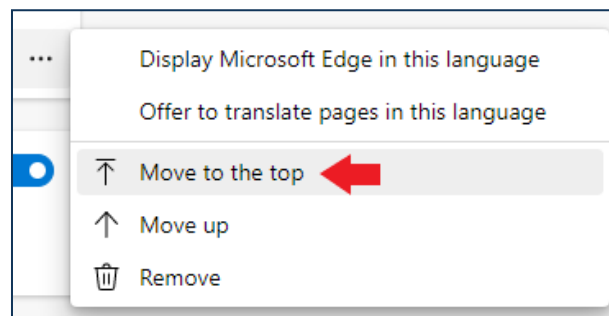 Display Microsoft Edge in this language
Offer to translate pages in this language
Move to the top
Move up
Remove